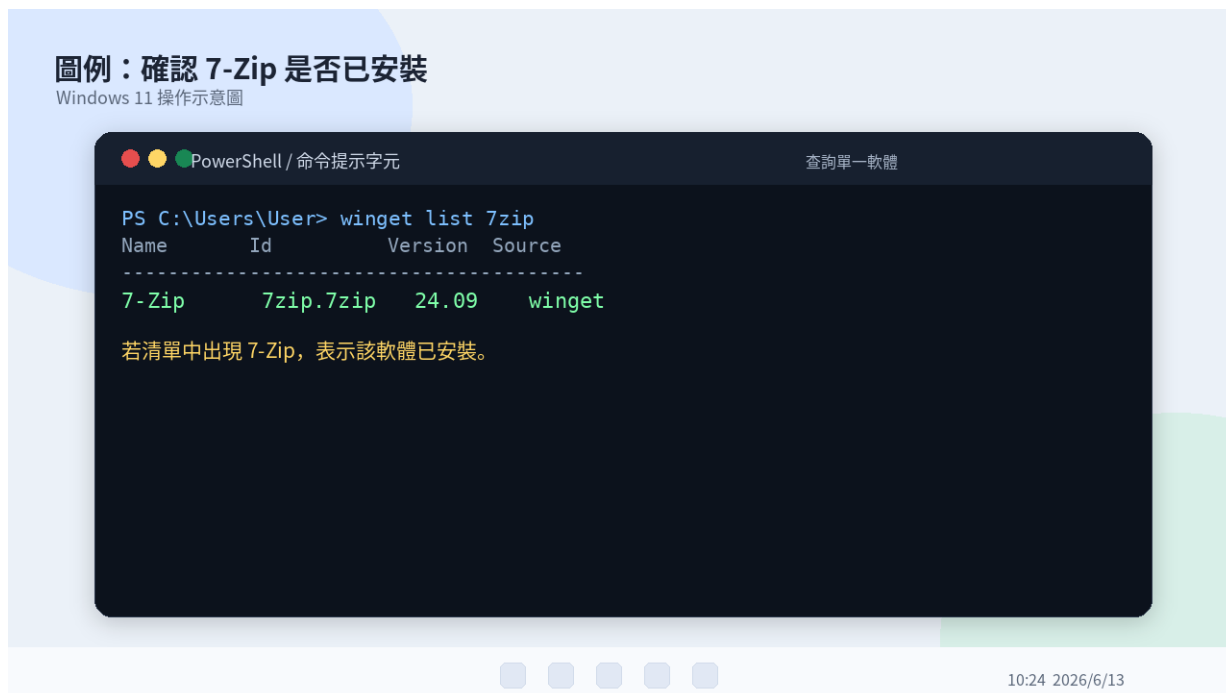 圖例：確認 7-Zip 是否已安裝
Windows 11 操作示意圖
PowerShell / 命令提示字元
查詢單一軟體
PS C:\Users\User> winget list 7zip
Name Id Version Source
----------------------------------------
7-Zip 7zip.7zip 24.09 winget
若清單中出現 7-Zip，表示該軟體已安裝。
10:24 2026/6/13